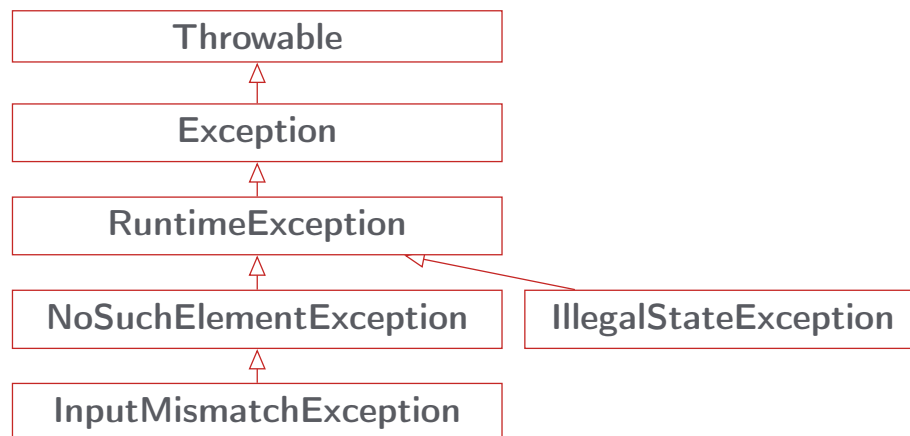 Throwable
Exception
RuntimeException
NoSuchElementException
IllegalStateException
InputMismatchException